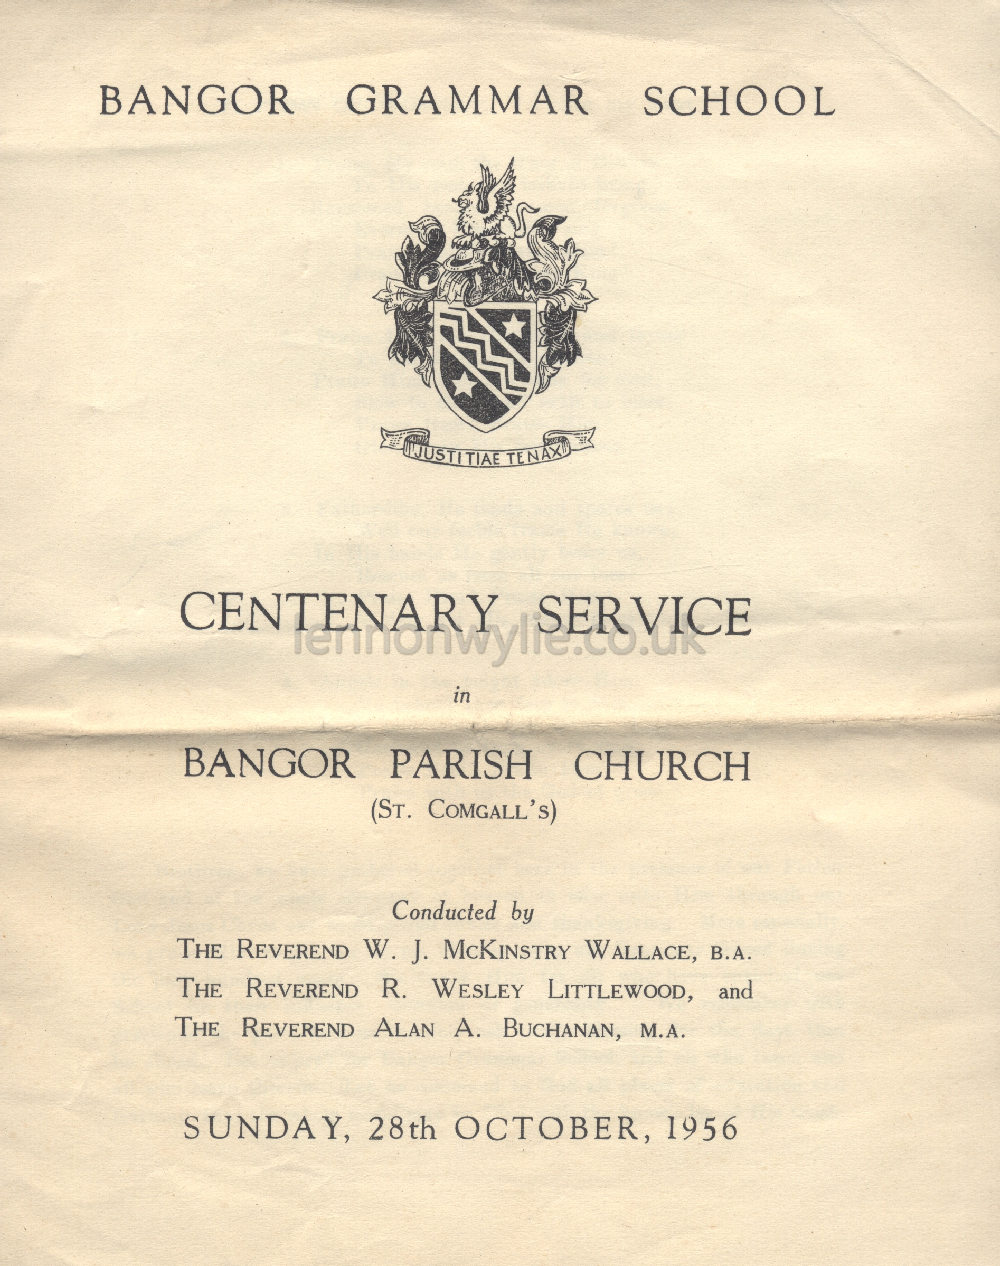 BANGOR GRAMMAR SCHOOL
JUSTITIAE TENAX
CENTENARY SERVICE
lennonwylie.co.uk
in
BANGOR PARISH CHURCH
(ST. COMGALL'S)
Conducted by
THE REVEREND W. J. MCKINSTRY WALLACE, B.A.
THE REVEREND R. WESLEY LITTLEWOOD, and
THE REVEREND ALAN A. BUCHANAN, M.A.
SUNDAY, 28th OCTOBER, 1956